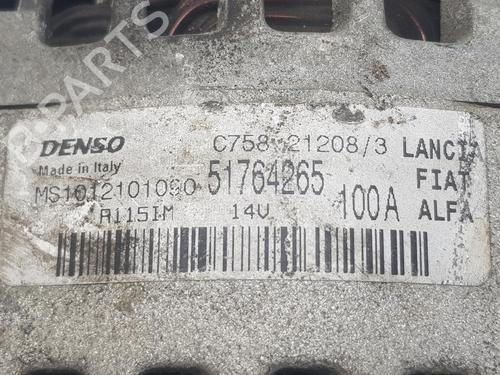 DENSO
Made in Italy
MS1012101090
A115IM
C758 21208/3
51764265
14V
100A
LANCIA
FIAT
ALFA